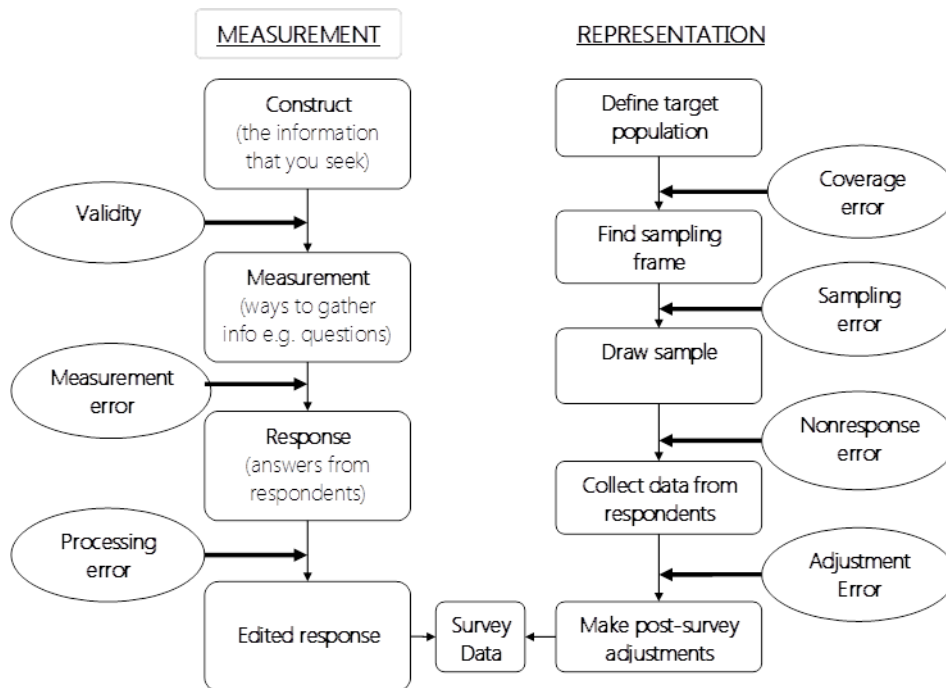 MEASUREMENT
REPRESENTATION
Construct
(the information
that you seek)
Validity
Measurement
(ways to gather
info e.g. questions)
Measurement
error
Response
(answers from
respondents)
Processing
error
Edited response
Survey
Data
Define target
population
Coverage
error
Find sampling
frame
Sampling
error
Draw sample
Nonresponse
error
Collect data from
respondents
Adjustment
Error
Make post-survey
adjustments